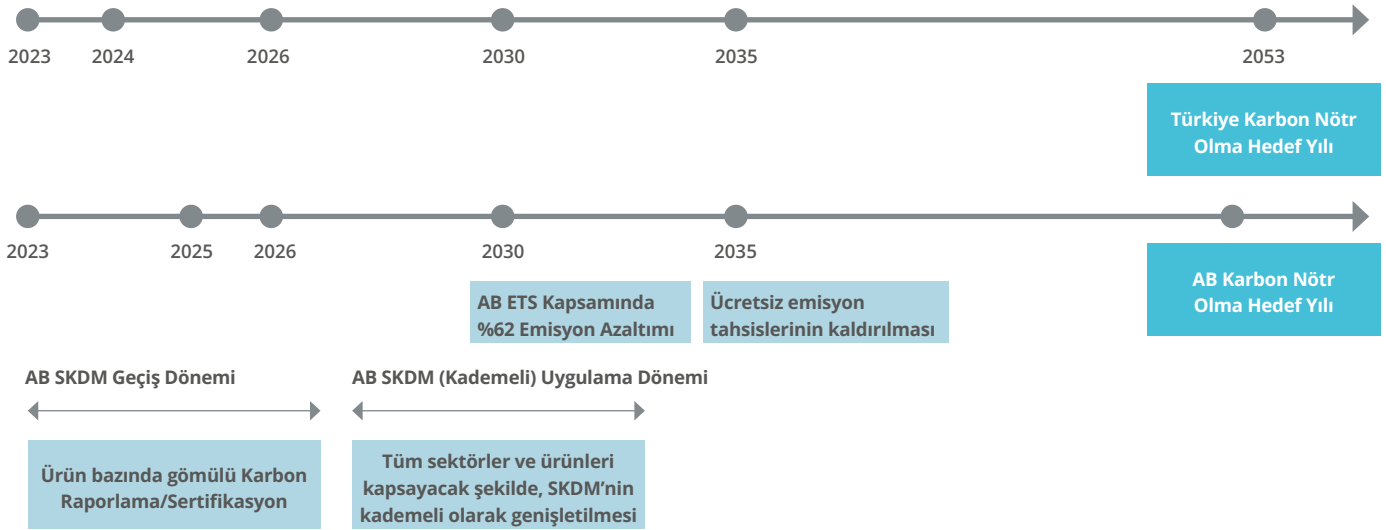 2023 2024 2026 2030 2035 2053
Türkiye Karbon Nötr
Olma Hedef Yılı
2023 2025 2026 2030 2035
AB ETS Kapsamında
%62 Emisyon Azaltımı
Ücretsiz emisyon
tahsislerinin kaldırılması
AB Karbon Nötr
Olma Hedef Yılı
AB SKDM Geçiş Dönemi
Ürün bazında gömülü Karbon
Raporlama/Sertifikasyon
AB SKDM (Kademeli) Uygulama Dönemi
Tüm sektörler ve ürünleri
kapsayacak şekilde, SKDM’nin
kademeli olarak genişletilmesi